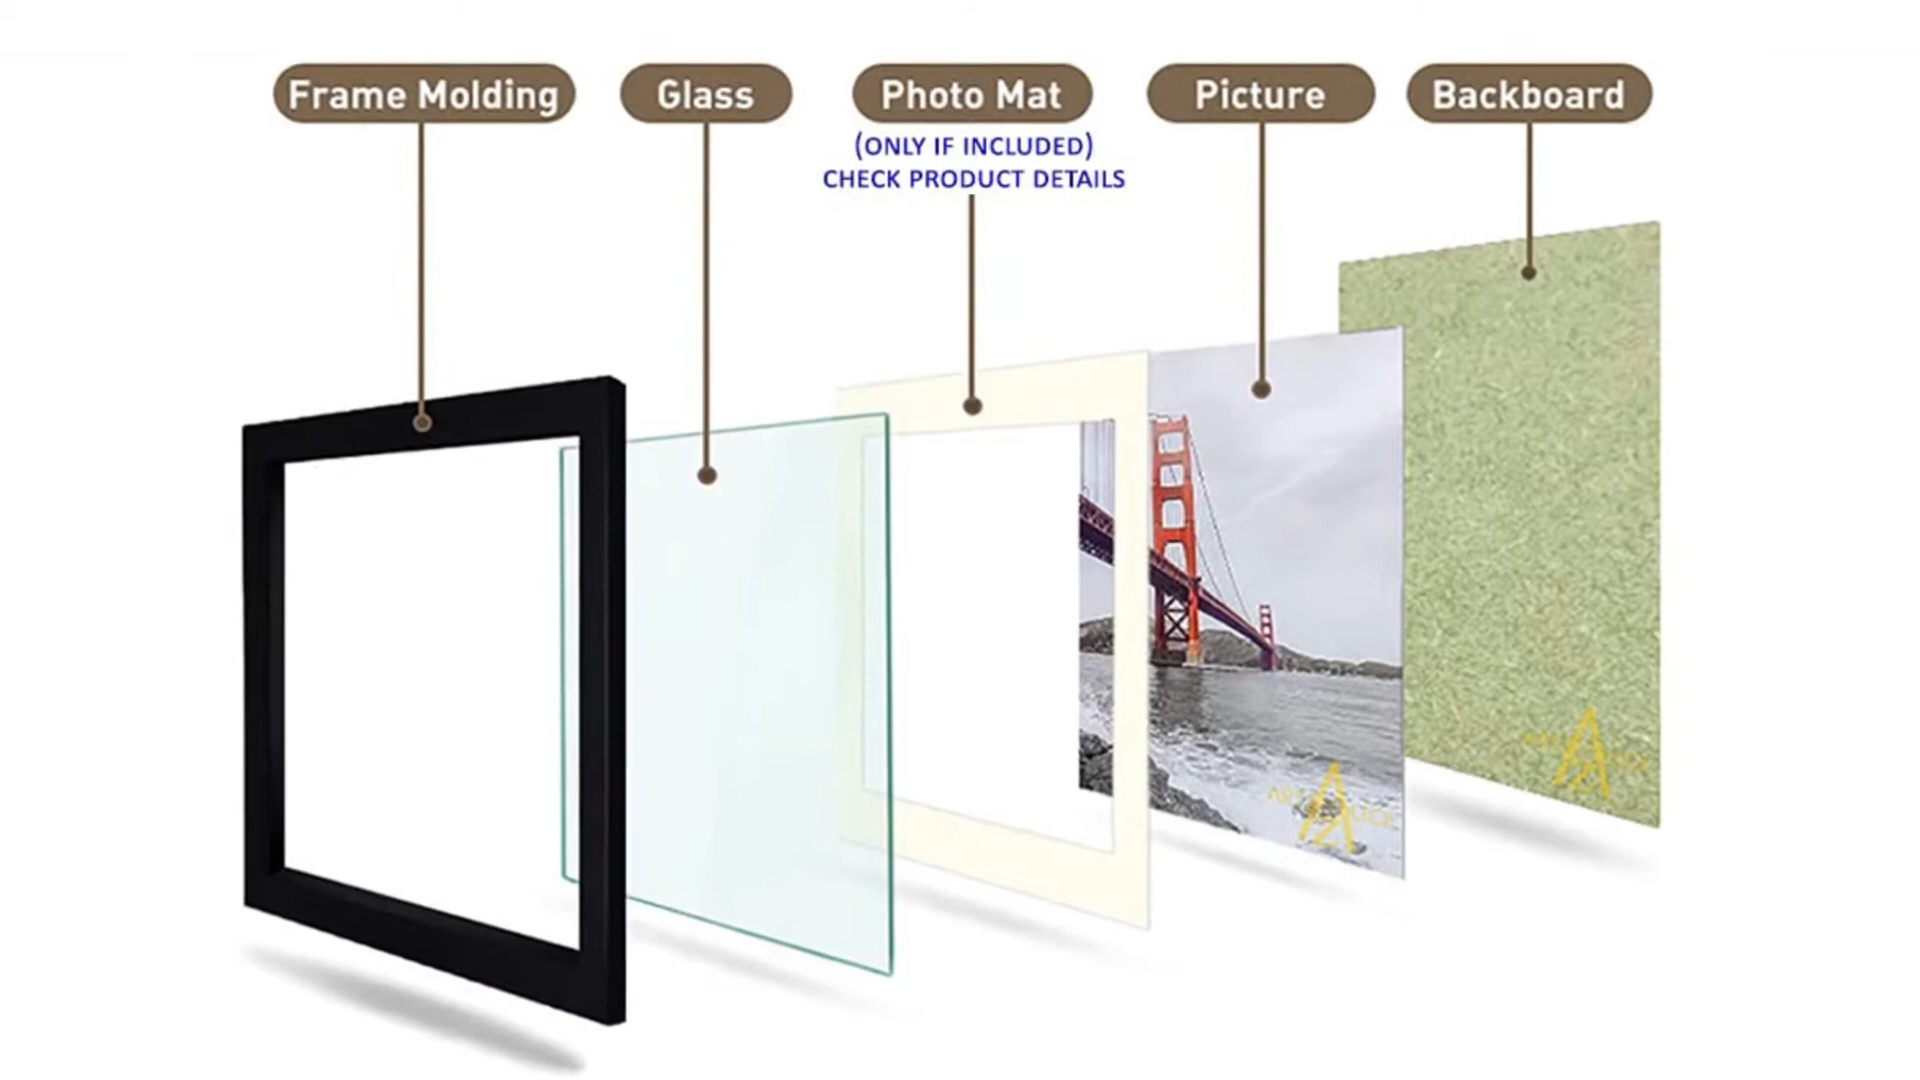 Frame Molding
Glass
Photo Mat
Picture
Backboard
(ONLY IF INCLUDED)
CHECK PRODUCT DETAILS